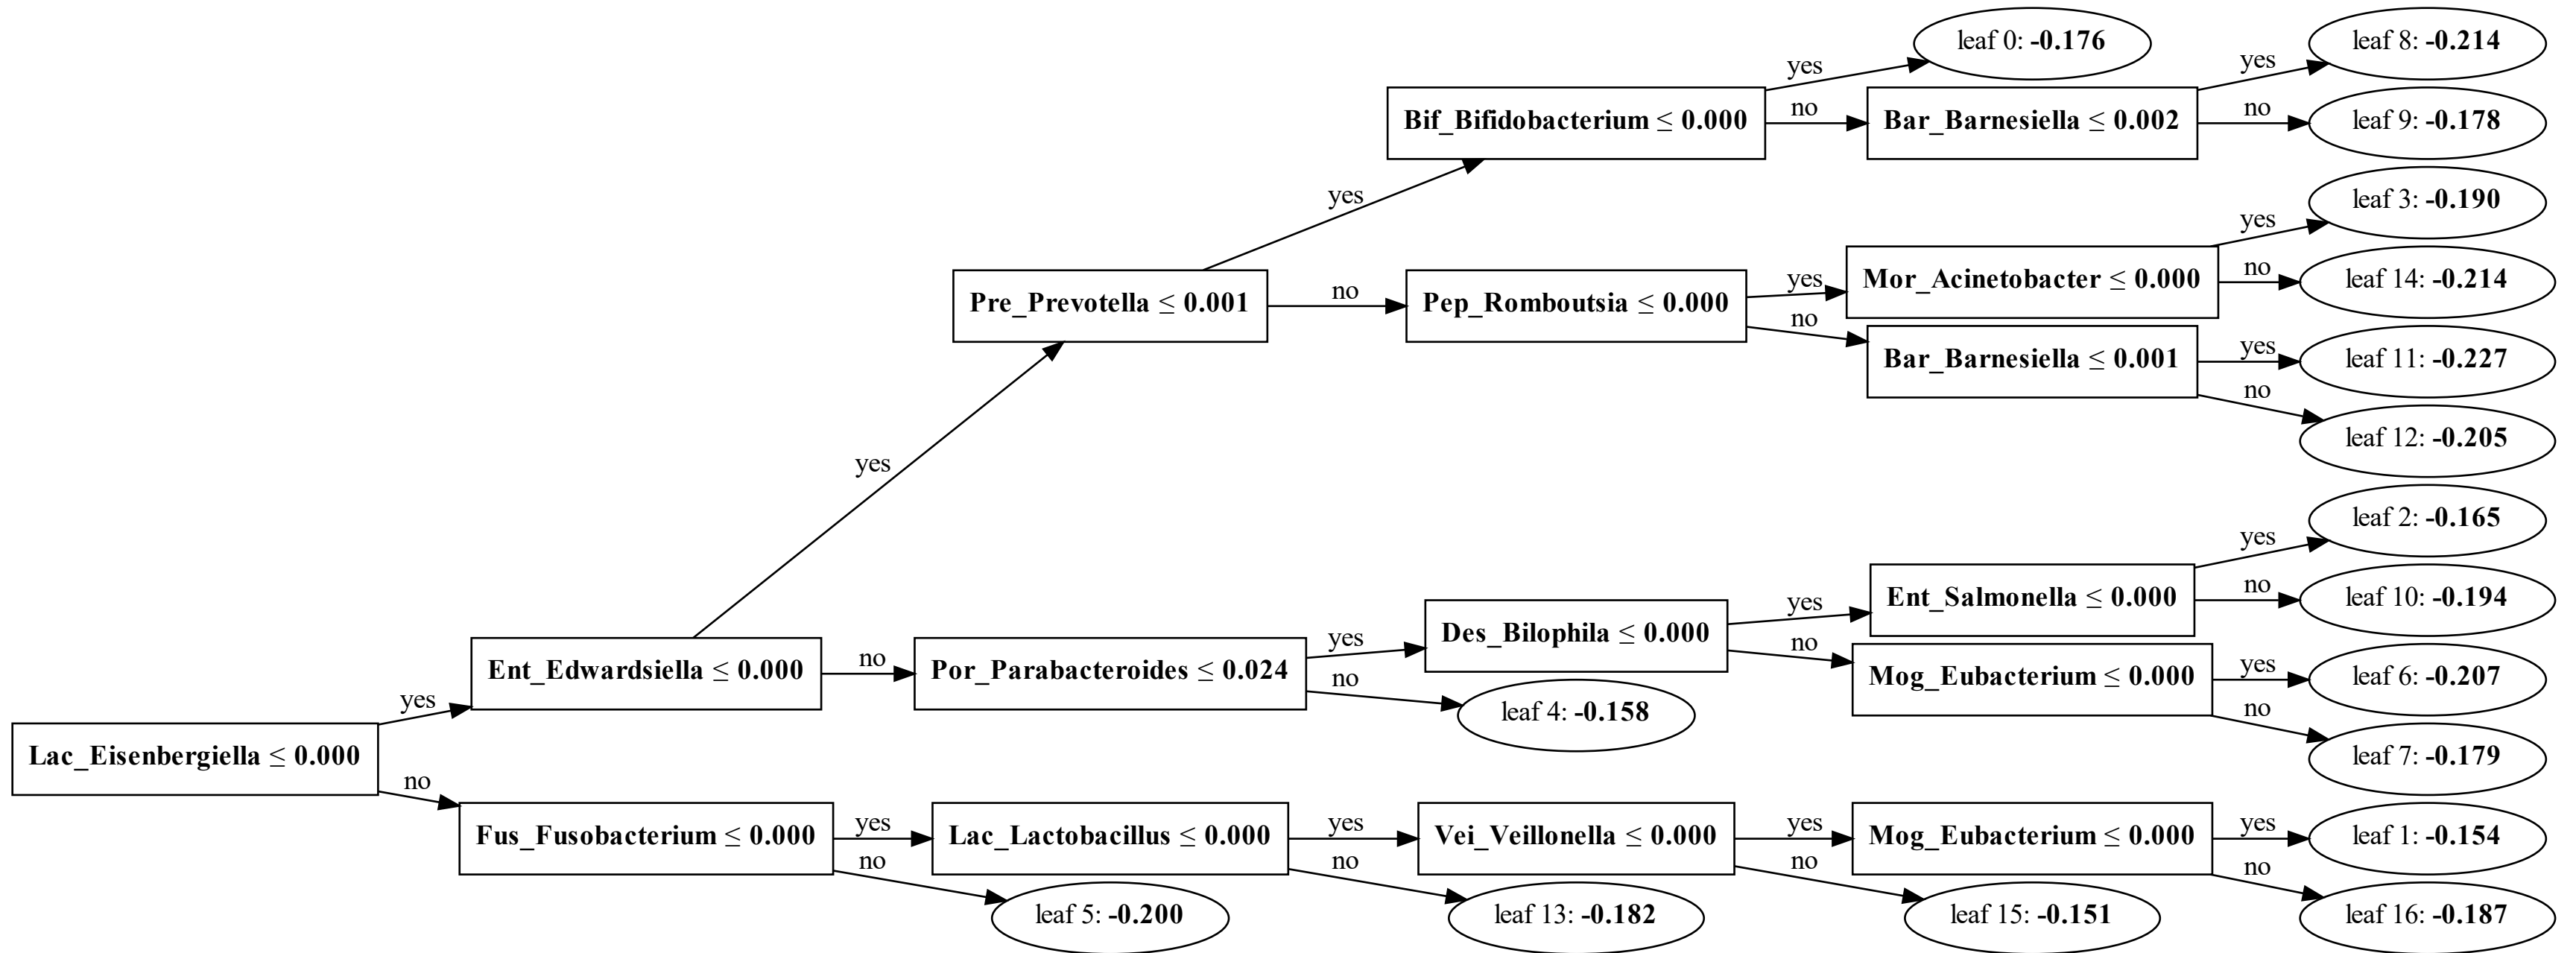 leaf 0: -0.176
leaf 8: -0.214
yes
yes
Bif_Bifidobacterium ≤ 0.000
no
Bar_Barnesiella ≤ 0.002
no
leaf 9: -0.178
yes
leaf 3: -0.190
yes
Pre_Prevotella ≤ 0.001
no
Pep_Romboutsia ≤ 0.000
yes
Mor_Acinetobacter ≤ 0.000
no
leaf 14: -0.214
no
Bar_Barnesiella ≤ 0.001
yes
leaf 11: -0.227
no
leaf 12: -0.205
yes
leaf 2: -0.165
yes
Ent_Edwardsiella ≤ 0.000
no
Por_Parabacteroides ≤ 0.024
yes
Des_Bilophila ≤ 0.000
yes
Ent_Salmonella ≤ 0.000
no
leaf 10: -0.194
no
leaf 4: -0.158
no
Mog_Eubacterium ≤ 0.000
yes
leaf 6: -0.207
no
leaf 7: -0.179
Lac_Eisenbergiella ≤ 0.000
yes
no
Fus_Fusobacterium ≤ 0.000
yes
Lac_Lactobacillus ≤ 0.000
yes
Vei_Veillonella ≤ 0.000
yes
Mog_Eubacterium ≤ 0.000
yes
leaf 1: -0.154
no
leaf 5: -0.200
no
leaf 13: -0.182
no
leaf 15: -0.151
no
leaf 16: -0.187